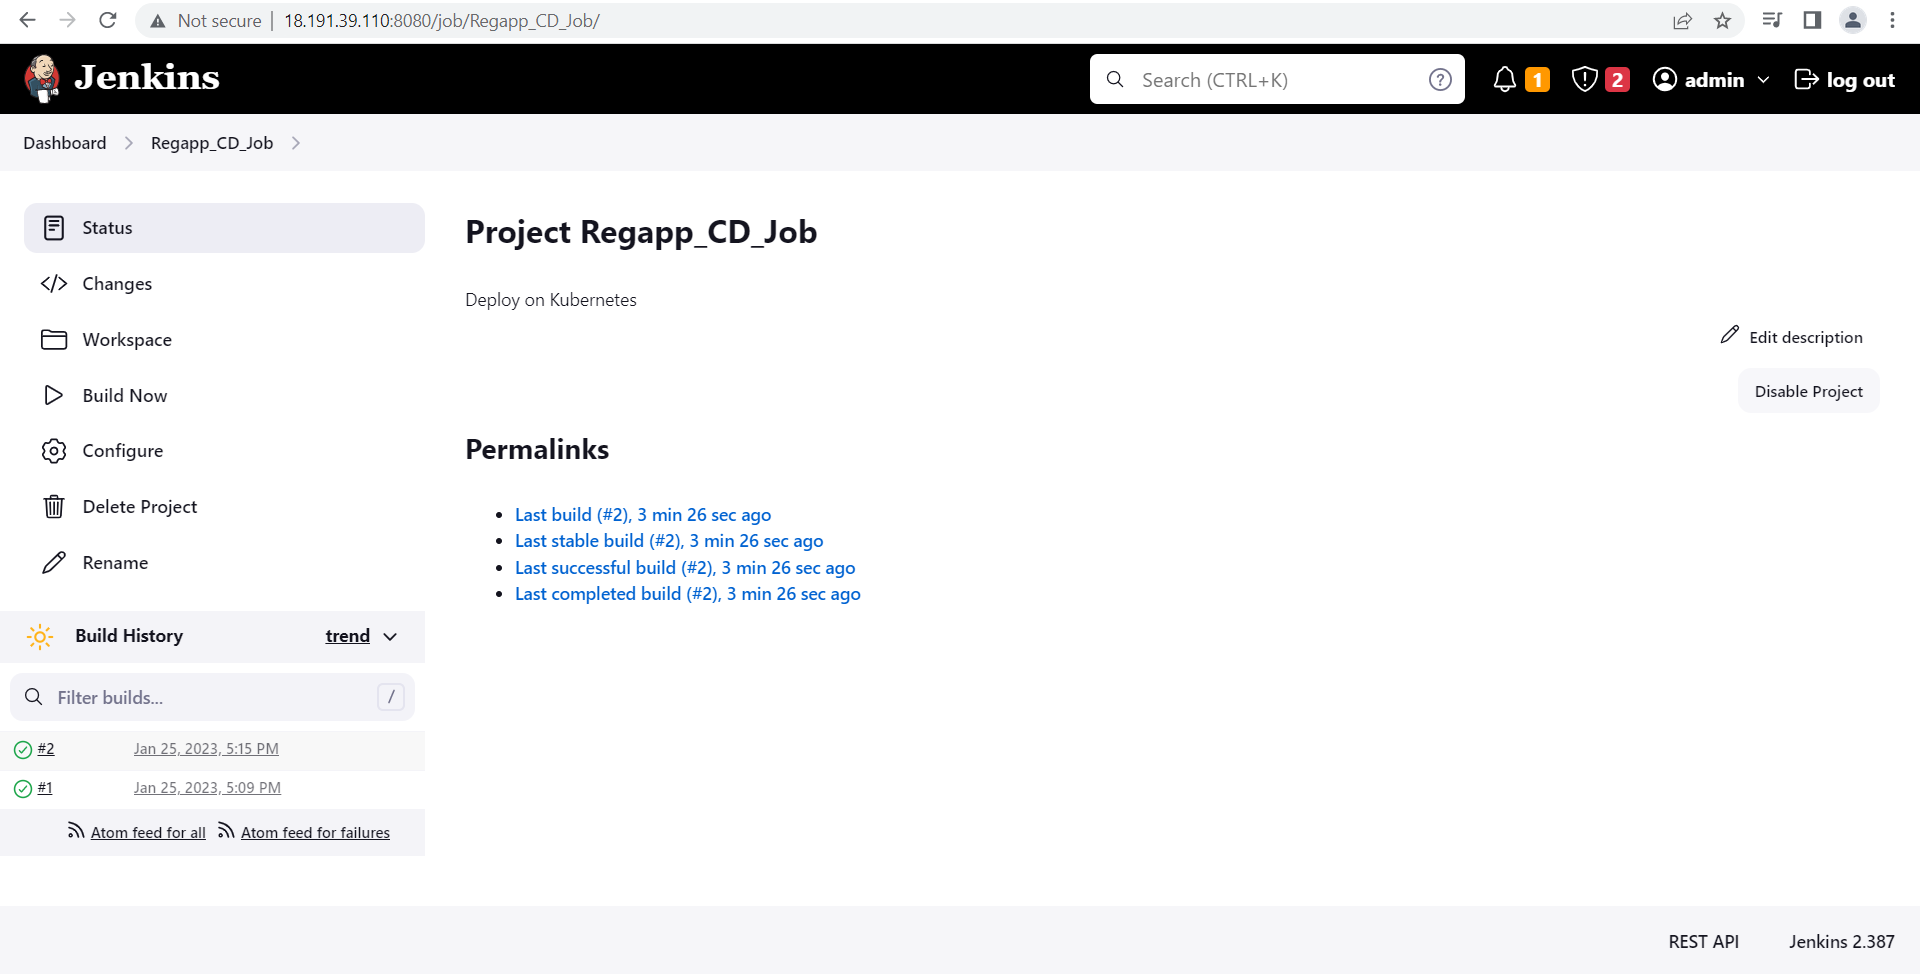 Not secure | 18.191.39.110:8080/job/Regapp_CD_Job/
Jenkins
Search (CTRL+K)
?
1
2
admin
log out
Dashboard
Regapp_CD_Job
Status
Changes
Workspace
Build Now
Configure
Delete Project
Rename
Project Regapp_CD_Job
Deploy on Kubernetes
Edit description
Disable Project
Permalinks
Last build (#2), 3 min 26 sec ago
Last stable build (#2), 3 min 26 sec ago
Last successful build (#2), 3 min 26 sec ago
Last completed build (#2), 3 min 26 sec ago
Build History
trend
Filter builds...
/
#2 Jan 25, 2023, 5:15 PM
#1 Jan 25, 2023, 5:09 PM
Atom feed for all Atom feed for failures
REST API
Jenkins 2.387